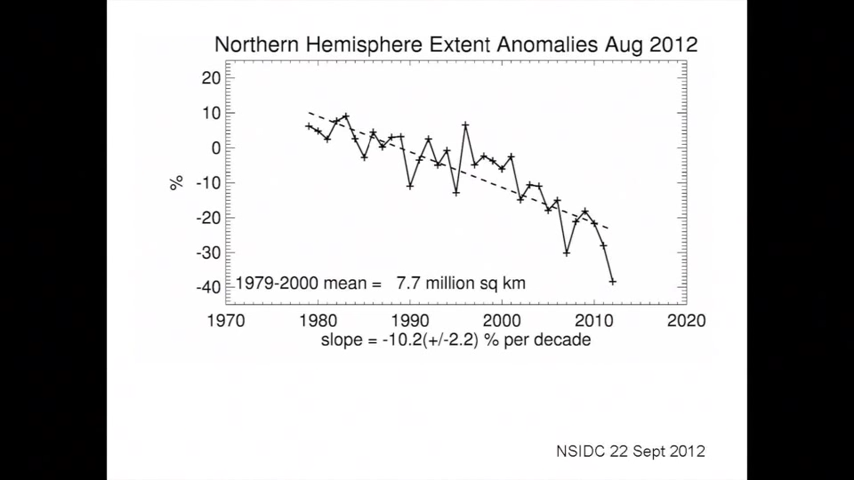 Northern Hemisphere Extent Anomalies Aug 2012
20
10
0
-10
-20
-30
-40
%
1979-2000 mean = 7.7 million sq km
1970 1980 1990 2000 2010 2020
slope = -10.2(+/-2.2) % per decade
NSIDC 22 Sept 2012